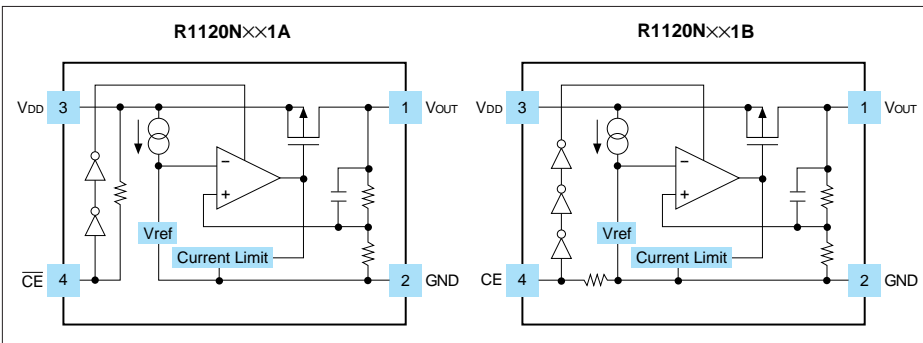 R1120N××1A
VDD 3
1 VOUT
−
+
Vref
Current Limit
CE 4
2 GND
R1120N××1B
VDD 3
1 VOUT
−
+
Vref
Current Limit
CE 4
2 GND